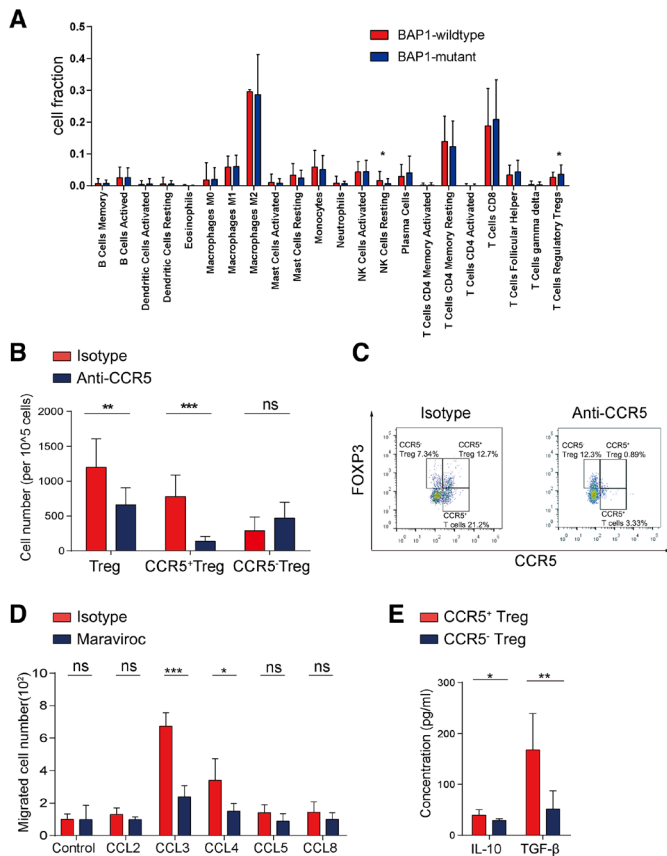 A
BAP1-wildtype
BAP1-mutant
cell fraction
0.5
0.4
0.3
0.2
0.1
0.0
*
*
B Cells Memory
B Cells Actived
Dendritic Cells Activated
Dendritic Cells Resting
Eosinophils
Macrophages M0
Macrophages M1
Macrophages M2
Mast Cells Activated
Mast Cells Resting
Monocytes
Neutrophils
NK Cells Activated
NK Cells Resting
Plasma Cells
T Cells CD4 Memory Activated
T Cells CD4 Memory Resting
T Cells CD4 Activated
T Cells CD8
T Cells Follicular Helper
T Cells gamma delta
T Cells Regulatory Tregs
B
Isotype
Anti-CCR5
Cell number (per 10^5 cells)
2000
1500
1000
500
0
**
***
ns
Treg
CCR5+Treg
CCR5-Treg
C
Isotype
Anti-CCR5
FOXP3
CCR5
CCR5-
Treg 7.34%
CCR5+
Treg 12.7%
CCR5+
T cells 21.2%
CCR5
Treg 12.3%
CCR5+
Treg 0.89%
CCR5+
T cells 3.33%
D
Isotype
Maraviroc
Migrated cell number(10²)
10
8
6
4
2
0
ns
ns
***
*
ns
ns
Control
CCL2
CCL3
CCL4
CCL5
CCL8
E
CCR5+ Treg
CCR5- Treg
Concentration (pg/ml)
300
200
100
50
0
*
**
IL-10
TGF-β